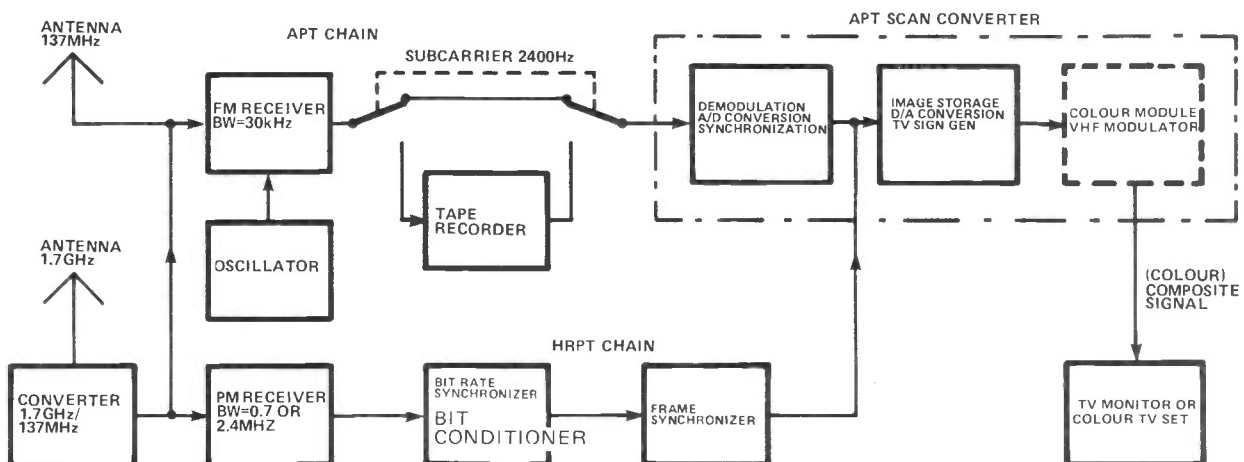 ANTENNA
137MHz
APT CHAIN
SUBCARRIER 2400Hz
APT SCAN CONVERTER
FM RECEIVER
BW=30kHz
DEMODULATION
A/D CONVERSION
SYNCHRONIZATION
IMAGE STORAGE
D/A CONVERSION
TV SIGN GEN
COLOUR MODULE
VHF MODULATOR
TAPE
RECORDER
OSCILLATOR
ANTENNA
1.7GHz
(COLOUR)
COMPOSITE
SIGNAL
HRPT CHAIN
CONVERTER
1.7GHz/
137MHz
PM RECEIVER
BW=0.7 OR
2.4MHZ
BIT RATE
SYNCHRONIZER
BIT
CONDITIONER
FRAME
SYNCHRONIZER
TV MONITOR OR
COLOUR TV SET